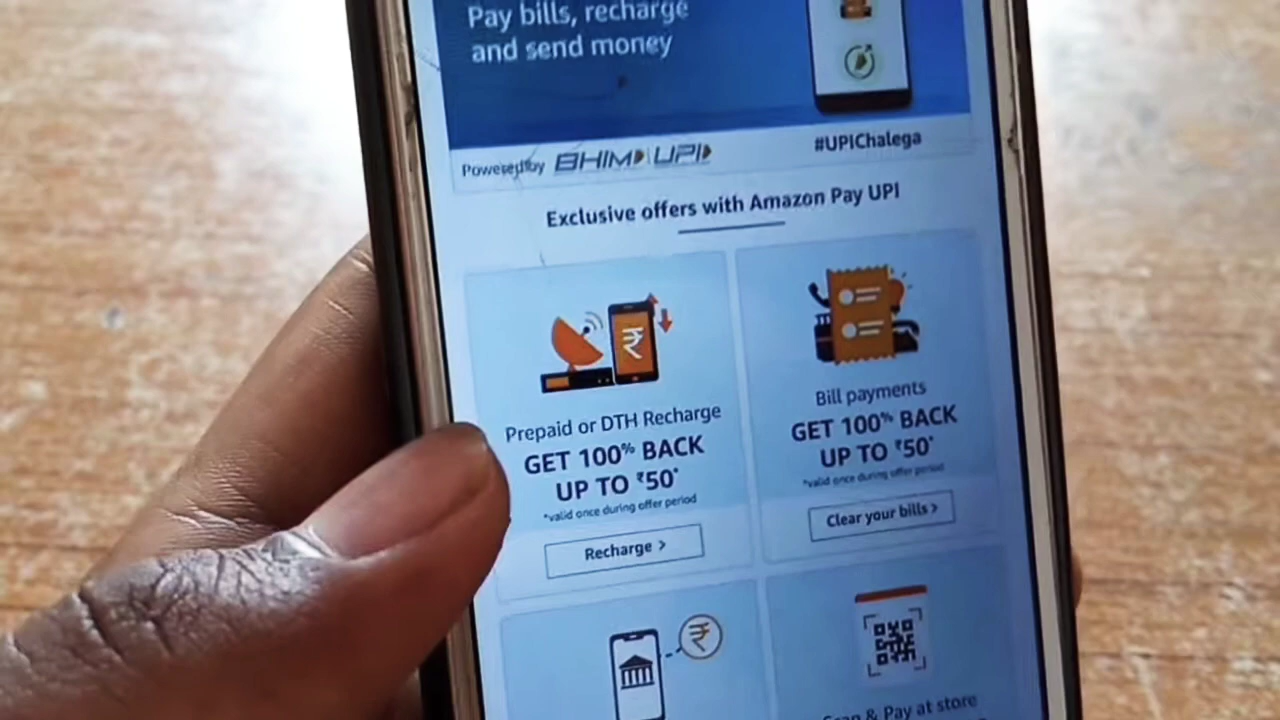 Pay bills, recharge
and send money
Powered by BHIM UPI
#UPIChalega
Exclusive offers with Amazon Pay UPI
Prepaid or DTH Recharge
GET 100% BACK
UP TO ₹50*
*valid once during offer period
Recharge >
Bill payments
GET 100% BACK
UP TO ₹50*
*valid once during offer period
Clear your bills >
₹
₹
& Pay at store